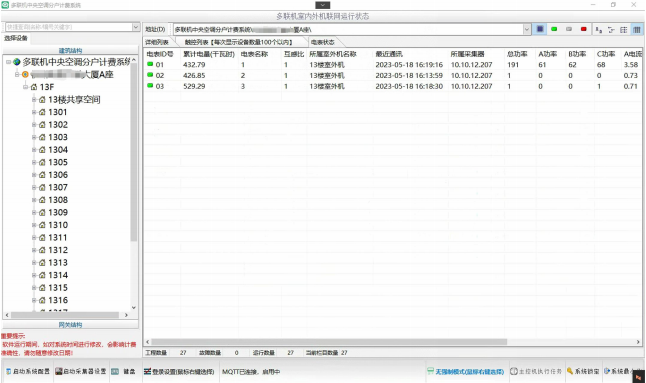 多联机中央空调分户计费系统
多联机室内外机联网运行状态
快速查询(名称/帐号关键字)
地址(D) 多联机中央空调分户计费系统\ 厦A座\
选择设备
详细列表 触控列表【每次显示设备数量100个以内】 电表状态
建筑结构
电表ID号 累计电量(千瓦时) 电表名称 互感比 所属室外机名称 最近通讯 所属采集器 总功率 A功率 B功率 C功率 A电流
01 432.79 1 1 13楼室外机 2023-05-18 16:19:16 10.10.12.207 191 61 62 68 3.58
02 426.85 2 1 13楼室外机 2023-05-18 16:13:59 10.10.12.207 1 0 0 0 0.73
03 529.29 3 1 13楼室外机 2023-05-18 16:18:30 10.10.12.207 1 0 0 1 0.71
多联机中央空调分户计费系统
大厦A座
13F
13楼共享空间
1301
1302
1303
1304
1305
1306
1307
1308
1309
1310
1311
1312
1313
1314
1315
1316
1317
网关结构
重要提示:
软件运行期间，如对系统时间进行修改，会影响计费
准确性，请勿随意修改日期!
工程数量 27 故障数量 0 运行数量 27 当前栏目数量 27
启动系统配置 启动采集器设置 键盘 登录设置(鼠标右键选择) MQTT已连接、启用中 无强制模式(鼠标右键选择) 主控机执行任务 系统锁定 系统最小